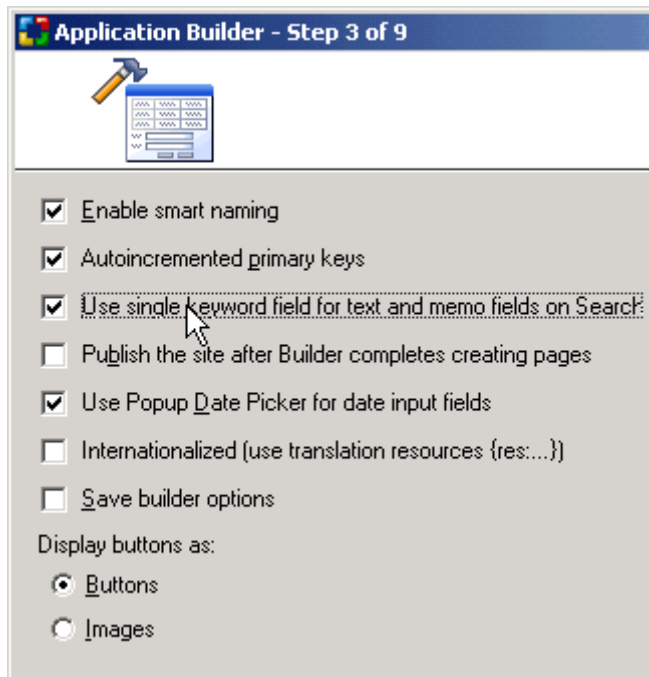 Application Builder - Step 3 of 9
Enable smart naming
Autoincremented primary keys
Use single keyword field for text and memo fields on Search
Publish the site after Builder completes creating pages
Use Popup Date Picker for date input fields
Internationalized (use translation resources {res:...})
Save builder options
Display buttons as:
Buttons
Images